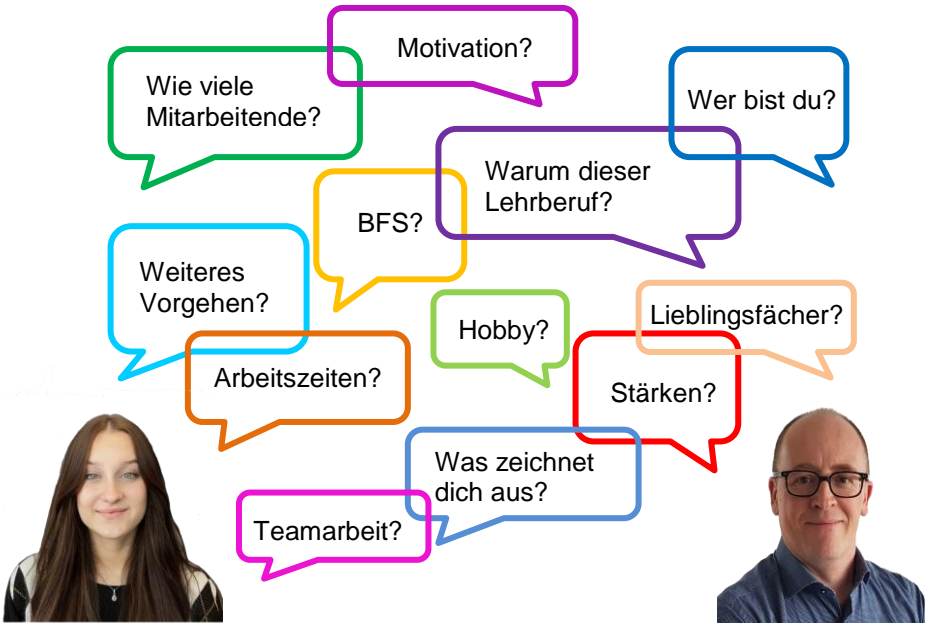 Motivation?
Wie viele
Mitarbeitende?
Wer bist du?
Warum dieser
Lehrberuf?
BFS?
Weiteres
Vorgehen?
Lieblingsfächer?
Hobby?
Arbeitszeiten?
Stärken?
Was zeichnet
dich aus?
Teamarbeit?